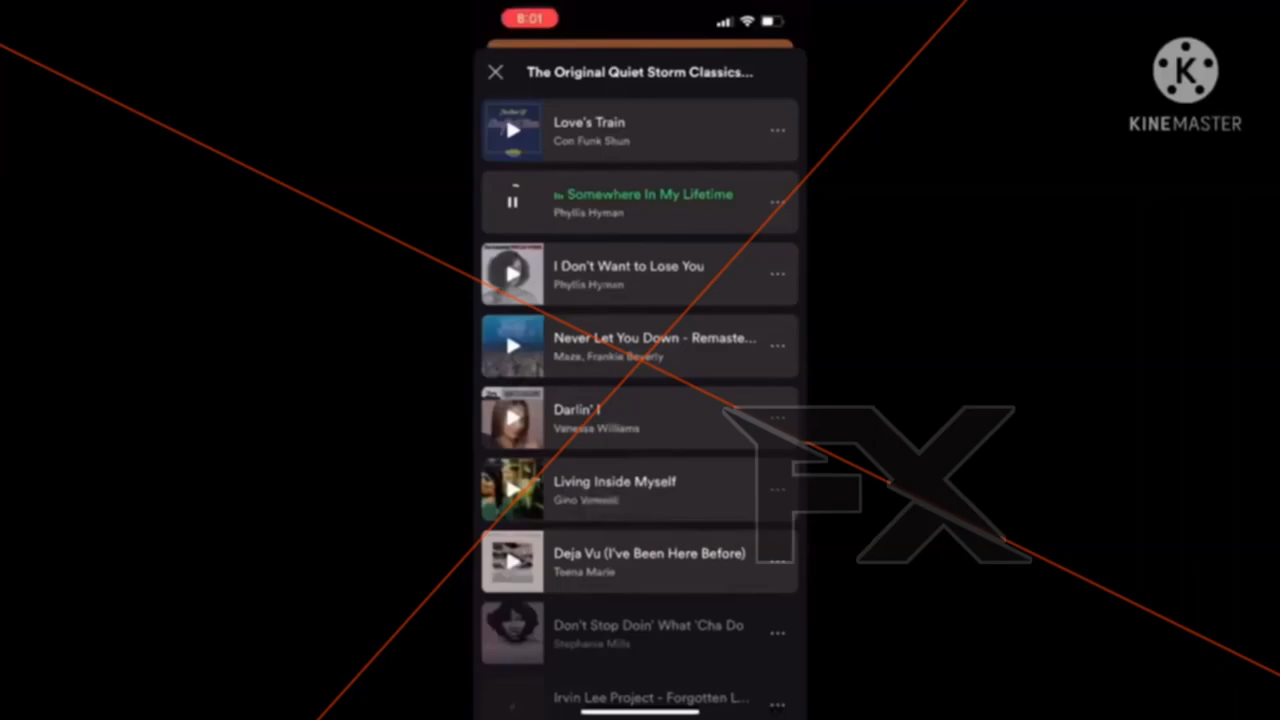 8:01
K
KINEMASTER
The Original Quiet Storm Classics...
Love's Train
Con Funk Shun
Somewhere In My Lifetime
Phyllis Hyman
I Don't Want to Lose You
Phyllis Hyman
Never Let You Down - Remaste...
Maze, Frankie Beverly
Darlin' I
Vanessa Williams
Living Inside Myself
Gino
Deja Vu (I've Been Here Before)
Teena Marie
FX
Don't Stop Doin' What 'Cha Do
Stephanie Mills
Irvin Lee Project - Forgotten L...